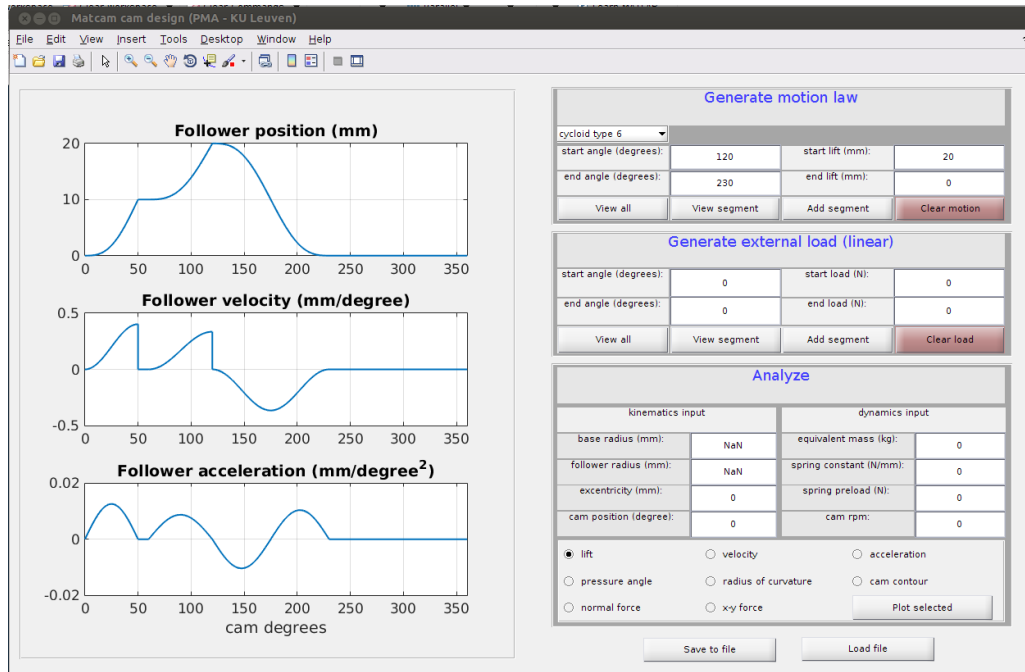 Matcam cam design (PMA - KU Leuven)
File Edit View Insert Tools Desktop Window Help
Follower position (mm)
20
10
0
0 50 100 150 200 250 300 350
Follower velocity (mm/degree)
0.5
0
-0.5
0 50 100 150 200 250 300 350
Follower acceleration (mm/degree2)
0.02
0
-0.02
0 50 100 150 200 250 300 350
cam degrees
Generate motion law
cycloid type 6
start angle (degrees): 120 start lift (mm): 20
end angle (degrees): 230 end lift (mm): 0
View all View segment Add segment Clear motion
Generate external load (linear)
start angle (degrees): 0 start load (N): 0
end angle (degrees): 0 end load (N): 0
View all View segment Add segment Clear load
Analyze
kinematics input dynamics input
base radius (mm): NaN equivalent mass (kg): 0
follower radius (mm): NaN spring constant (N/mm): 0
excentricity (mm): 0 spring preload (N): 0
cam position (degree): 0 cam rpm: 0
lift velocity acceleration
pressure angle radius of curvature cam contour
normal force x-y force Plot selected
Save to file Load file